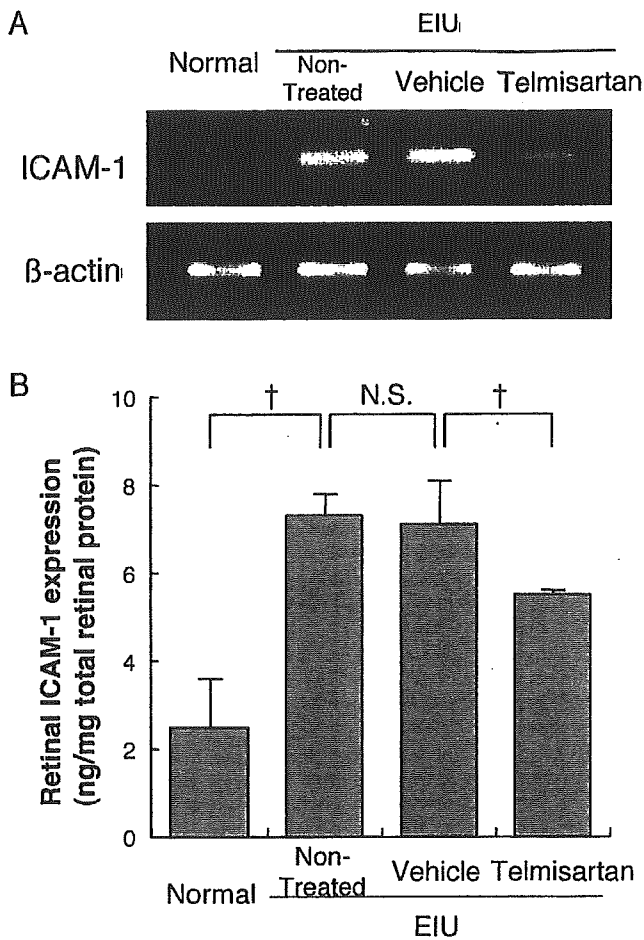 A
EIU
Normal Non-Treated Vehicle Telmisartan
ICAM-1
β-actin
B
† N.S. †
Retinal ICAM-1 expression
(ng/mg total retinal protein)
10
8
6
4
2
0
Normal Non-Treated Vehicle Telmisartan
EIU